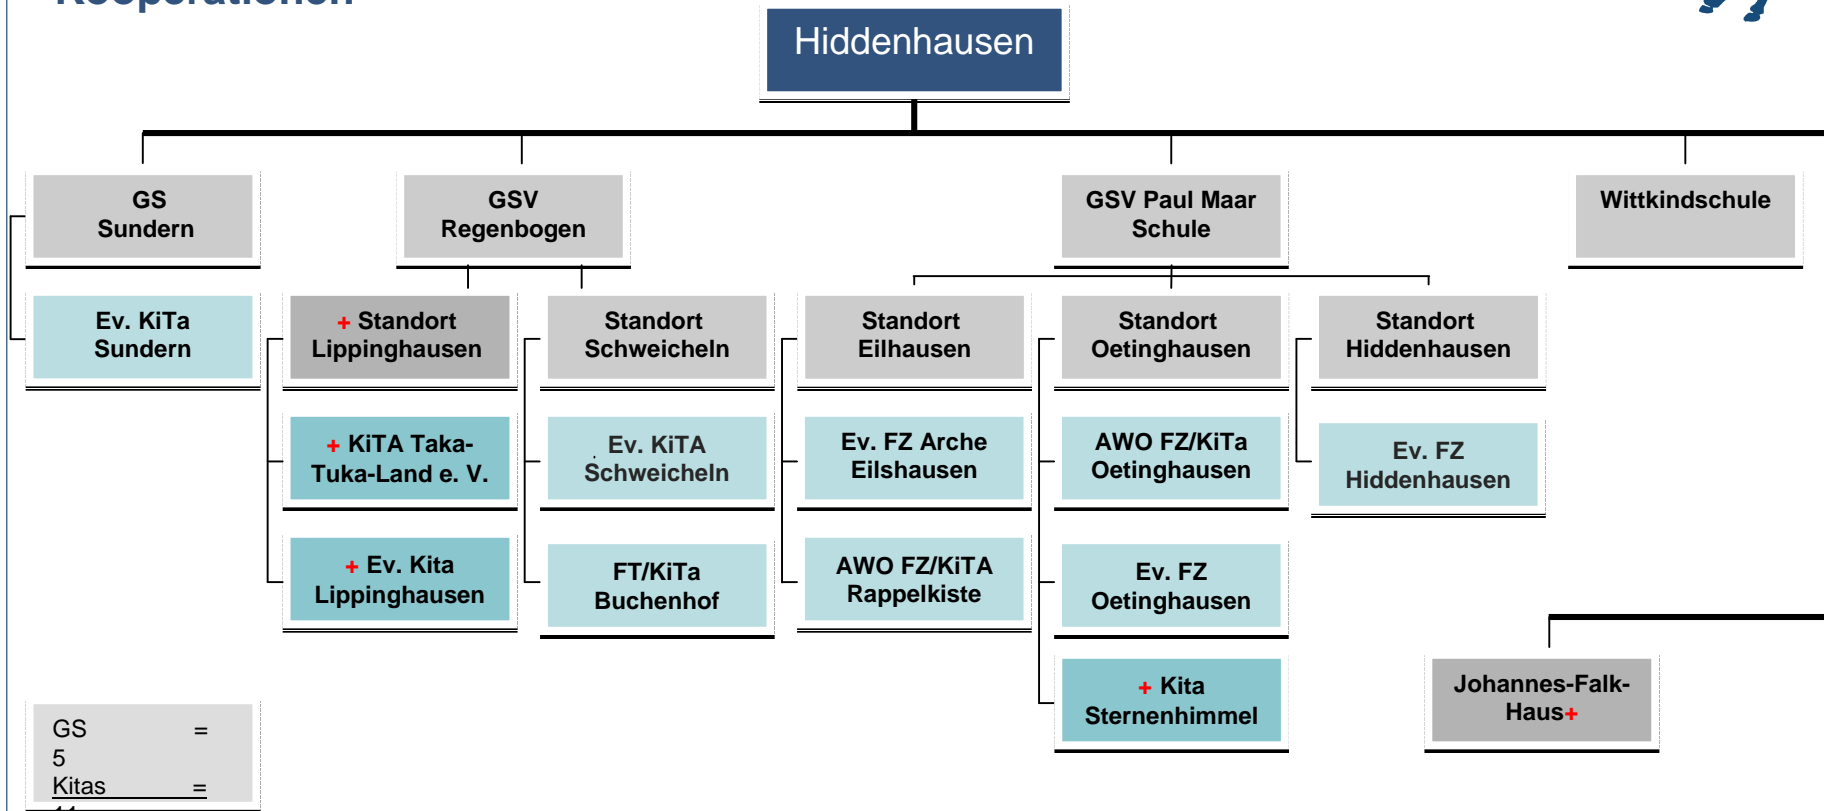 Kooperationen
Hiddenhausen
GS
Sundern
GSV
Regenbogen
GSV Paul Maar
Schule
Wittkindschule
Ev. KiTa
Sundern
+ Standort
Lippinghausen
Standort
Schweicheln
Standort
Eilhausen
Standort
Oetinghausen
Standort
Hiddenhausen
+ KiTA Taka-
Tuka-Land e. V.
Ev. KiTA
Schweicheln
Ev. FZ Arche
Eilshausen
AWO FZ/KiTa
Oetinghausen
Ev. FZ
Hiddenhausen
+ Ev. Kita
Lippinghausen
FT/KiTa
Buchenhof
AWO FZ/KiTA
Rappelkiste
Ev. FZ
Oetinghausen
+ Kita
Sternenhimmel
Johannes-Falk-
Haus+
GS =
5
Kitas =